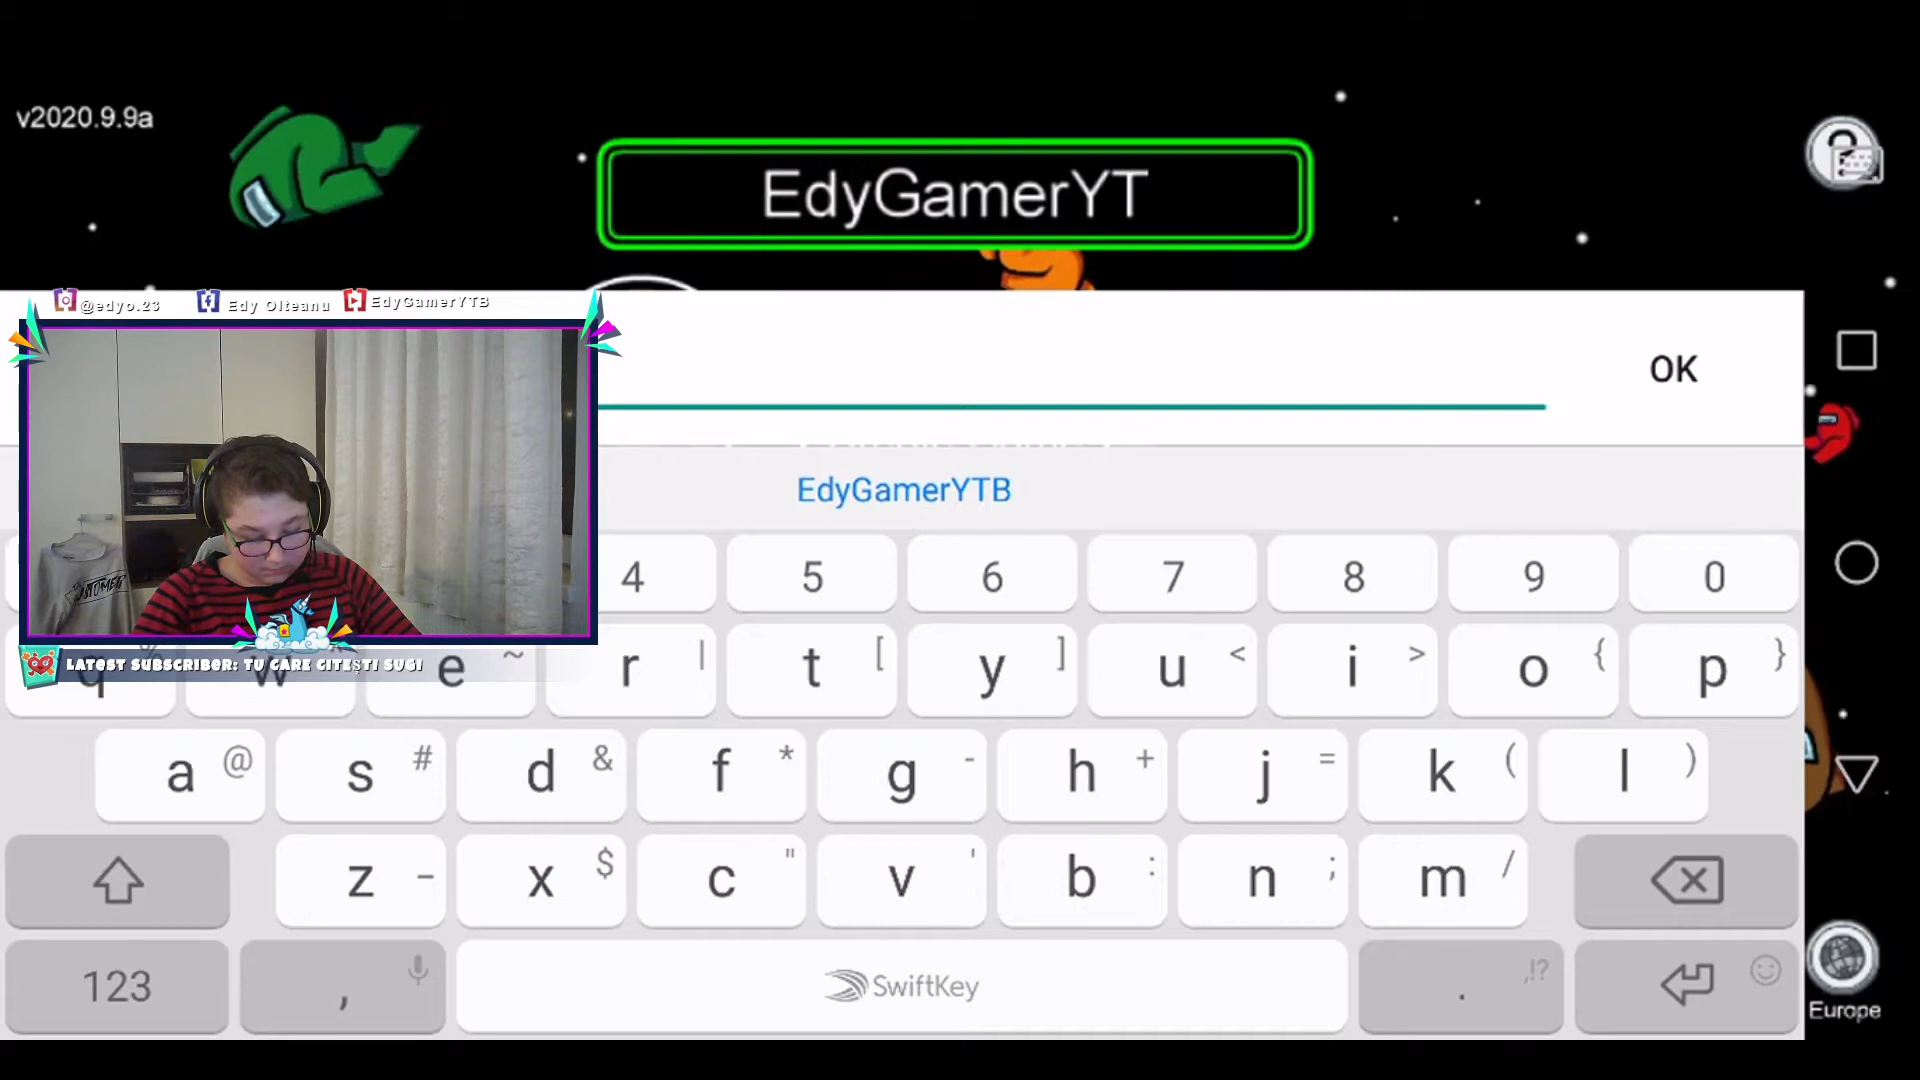 v2020.9.9a
EdyGamerYT
@edyo.23 Edy Olteanu EdyGamerYTB
OK
EdyGamerYTB
4 5 6 7 8 9 0
q w e ~ r | t [ y ] u < i > o { p }
Latest Subscriber: Tu care citești sugi
a @ s # d & f * g - h + j = k ( l )
z – x $ c " v ' b : n ; m / 
123 , SwiftKey . ,!?
Europe